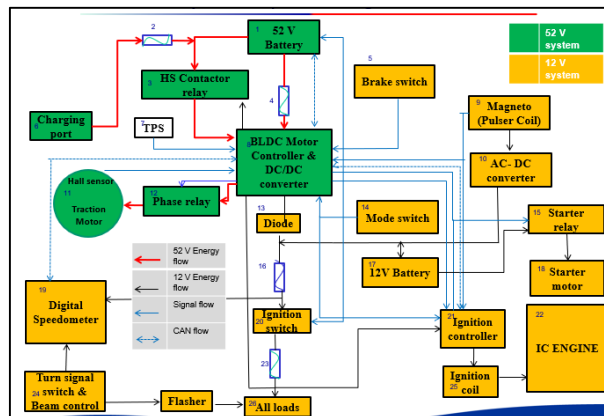 1
52 V
Battery
52 V
system
12 V
system
2
3
HS Contactor
relay
4
5
Brake switch
6
Charging
port
7
TPS
8
BLDC Motor
Controller &
DC/DC
converter
9
Magneto
(Pulser Coil)
10
AC- DC
converter
Hall sensor
11
Traction
Motor
12
Phase relay
13
Diode
14
Mode switch
15
Starter
relay
16
17
12V Battery
18
Starter
motor
52 V Energy
flow
12 V Energy
flow
Signal flow
CAN flow
19
Digital
Speedometer
20
Ignition
switch
21
Ignition
controller
22
IC ENGINE
23
24
Turn signal
switch &
Beam control
Flasher
26
All loads
25
Ignition
coil